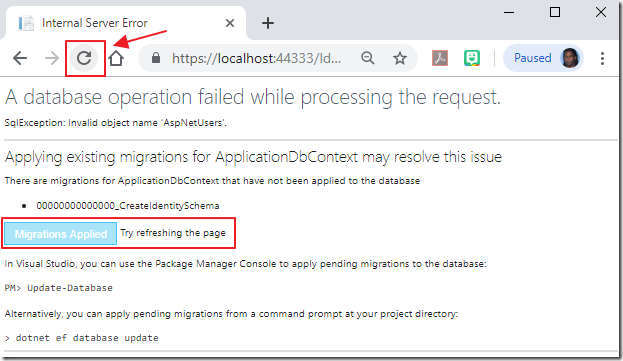 Internal Server Error
https://localhost:44333/Id...
Paused
A database operation failed while processing the request.
SqlException: Invalid object name 'AspNetUsers'.
Applying existing migrations for ApplicationDbContext may resolve this issue
There are migrations for ApplicationDbContext that have not been applied to the database
• 00000000000000_CreateIdentitySchema
Migrations Applied Try refreshing the page
In Visual Studio, you can use the Package Manager Console to apply pending migrations to the database:
PM> Update-Database
Alternatively, you can apply pending migrations from a command prompt at your project directory:
> dotnet ef database update